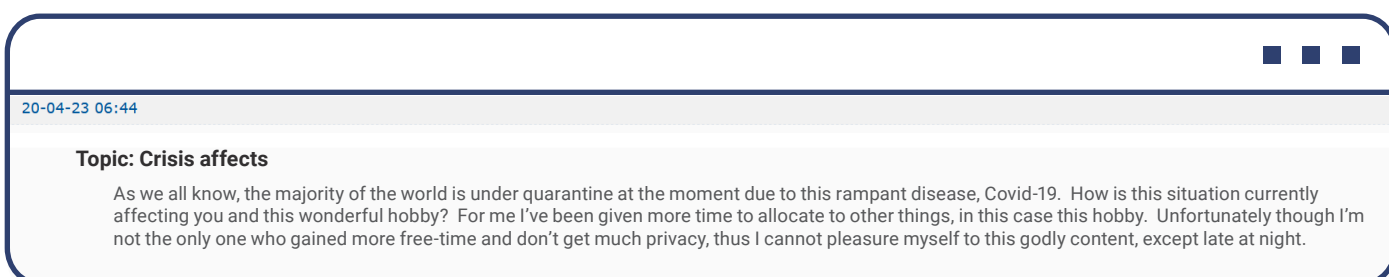 20-04-23 06:44
Topic: Crisis affects
As we all know, the majority of the world is under quarantine at the moment due to this rampant disease, Covid-19.  How is this situation currently
affecting you and this wonderful hobby?  For me I’ve been given more time to allocate to other things, in this case this hobby.  Unfortunately though I’m
not the only one who gained more free-time and don’t get much privacy, thus I cannot pleasure myself to this godly content, except late at night.